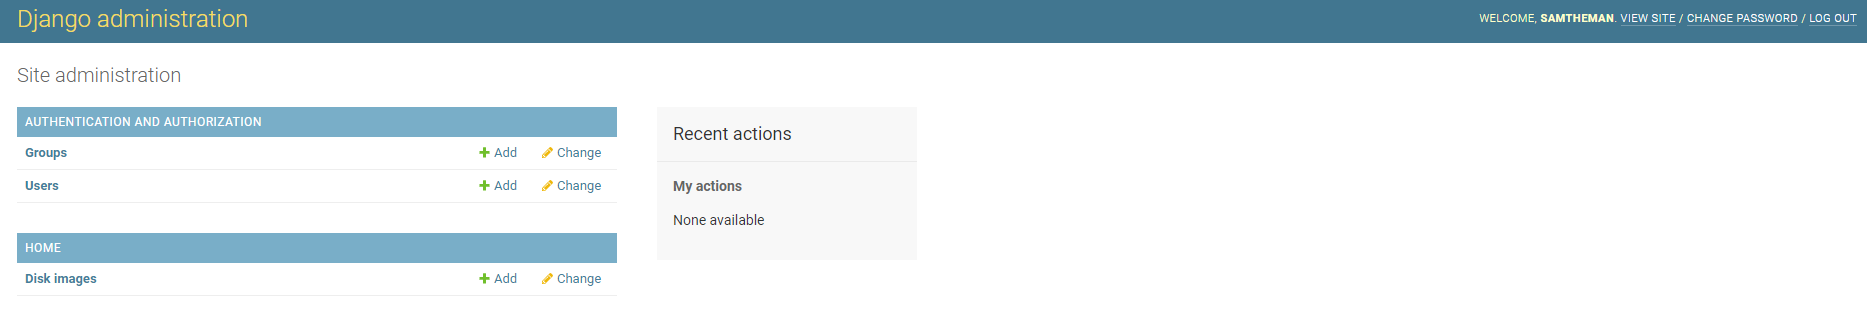 Django administration
WELCOME, SAMTHEMAN. VIEW SITE / CHANGE PASSWORD / LOG OUT
Site administration
AUTHENTICATION AND AUTHORIZATION
Groups Add Change
Users Add Change
HOME
Disk images Add Change
Recent actions
My actions
None available